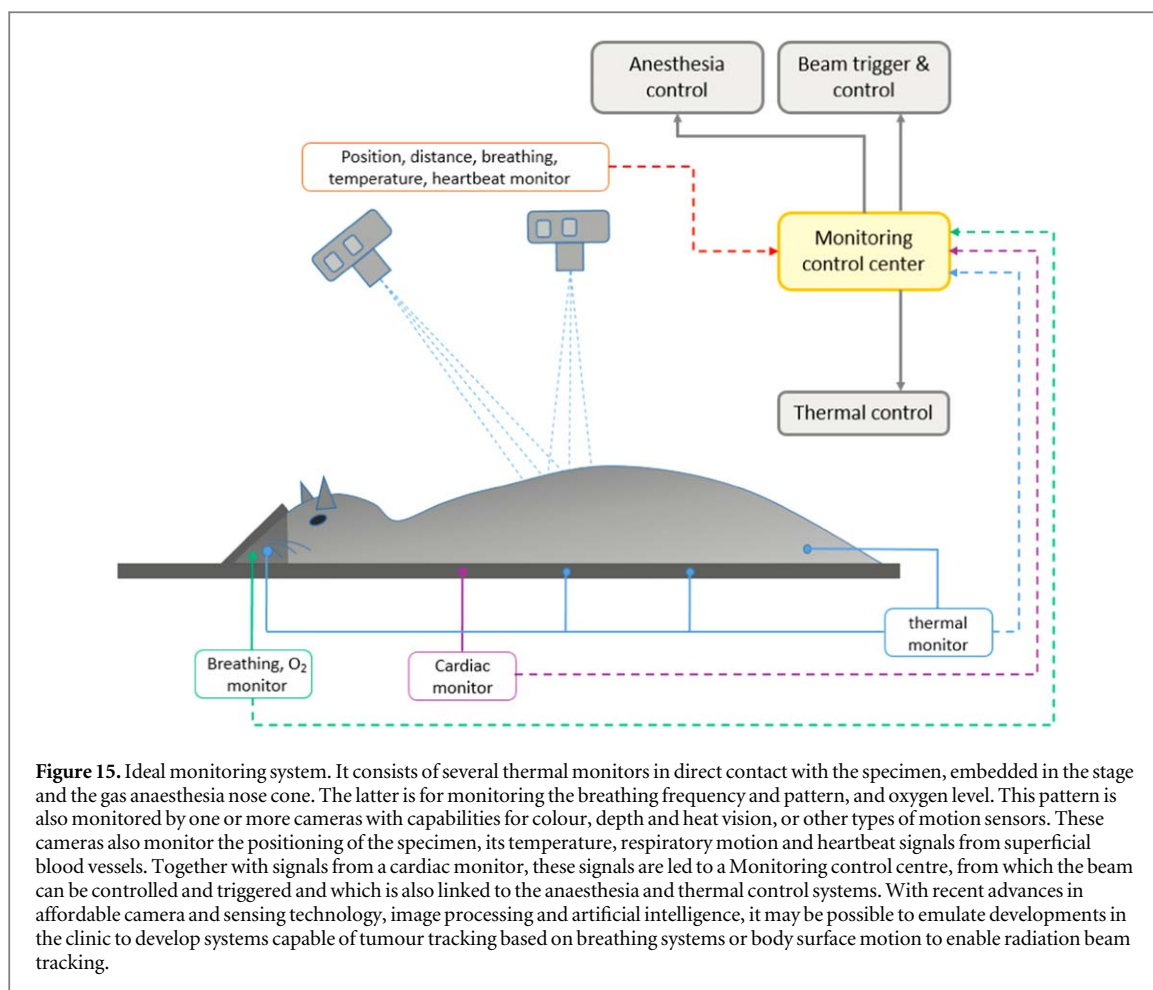 Anesthesia
control
Beam trigger &
control
Position, distance, breathing,
temperature, heartbeat monitor
Monitoring
control center
Thermal control
thermal
monitor
Breathing, O₂
monitor
Cardiac
monitor
Figure 15. Ideal monitoring system. It consists of several thermal monitors in direct contact with the specimen, embedded in the stage
and the gas anaesthesia nose cone. The latter is for monitoring the breathing frequency and pattern, and oxygen level. This pattern is
also monitored by one or more cameras with capabilities for colour, depth and heat vision, or other types of motion sensors. These
cameras also monitor the positioning of the specimen, its temperature, respiratory motion and heartbeat signals from superficial
blood vessels. Together with signals from a cardiac monitor, these signals are led to a Monitoring control centre, from which the beam
can be controlled and triggered and which is also linked to the anaesthesia and thermal control systems. With recent advances in
affordable camera and sensing technology, image processing and artificial intelligence, it may be possible to emulate developments in
the clinic to develop systems capable of tumour tracking based on breathing systems or body surface motion to enable radiation beam
tracking.